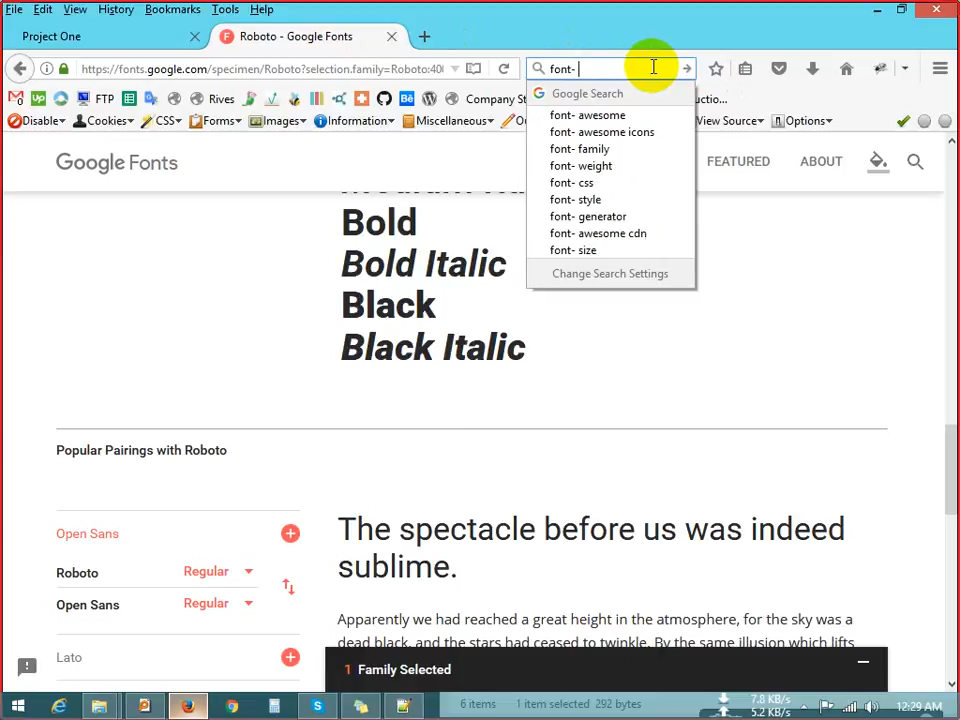 File Edit View History Bookmarks Tools Help
Project One
F Roboto - Google Fonts
https://fonts.google.com/specimen/Roboto?selection.family=Roboto:400
font-
FTP
Rives
Company
Disable Cookies CSS Forms Images Information Miscellaneous
View Source Options
Google Search
font- awesome
font- awesome icons
font- family
font- weight
font- css
font- style
font- generator
font- awesome cdn
font- size
Change Search Settings
Google Fonts
FEATURED ABOUT
Bold
Bold Italic
Black
Black Italic
Popular Pairings with Roboto
Open Sans
Roboto Regular
Open Sans Regular
Lato
The spectacle before us was indeed
sublime.
Apparently we had reached a great height in the atmosphere, for the sky was a
dead black, and the stars had ceased to twinkle. By the same illusion which lifts
1 Family Selected
6 items 1 item selected 292 bytes
7.8 KB/s
5.2 KB/s
12:29 AM